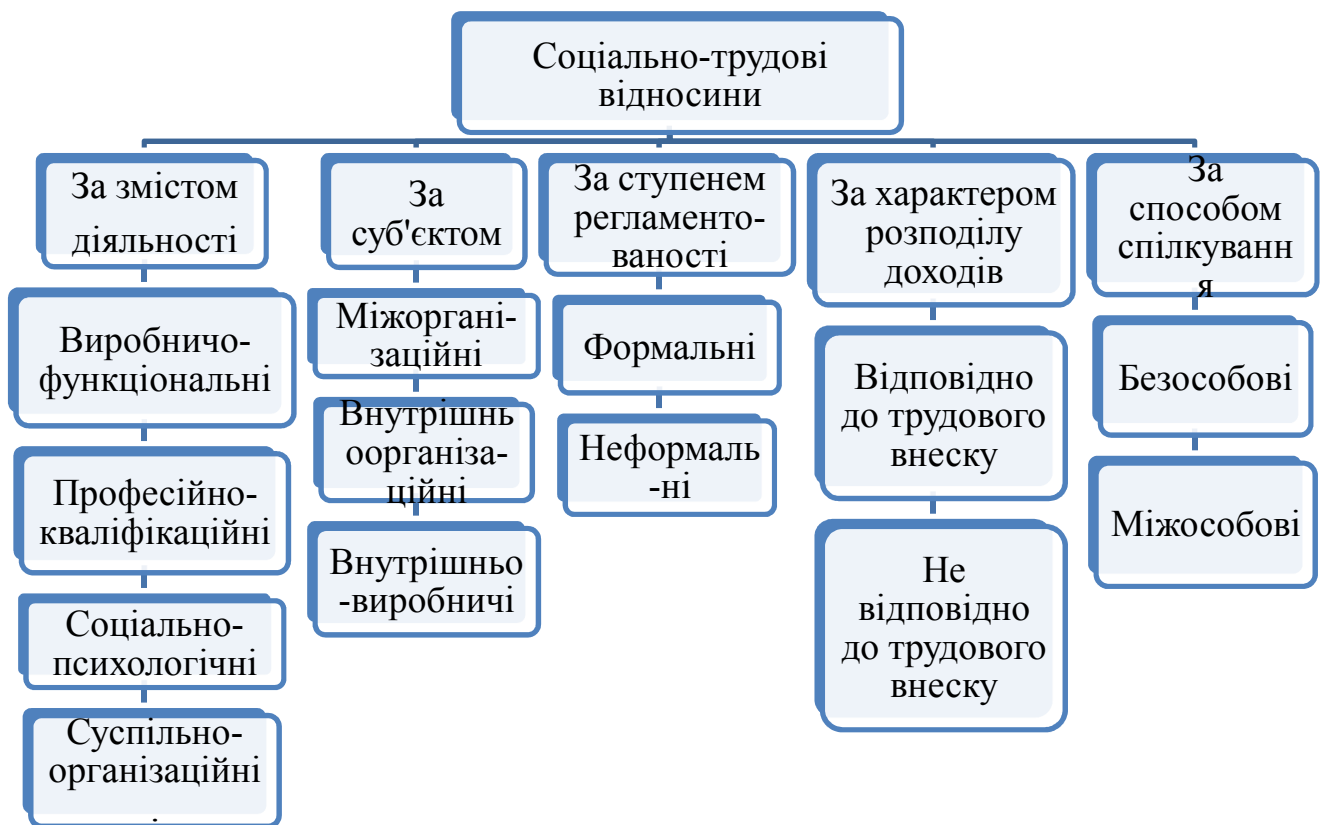 Соціально-трудові
відносини
За змістом
діяльності
Виробничо-
функціональні
Професійно-
кваліфікаційні
Соціально-
психологічні
Суспільно-
організаційні
За
суб'єктом
Міжоргані-
заційні
Внутрішнь
оорганіза-
ційні
Внутрішньо
-виробничі
За ступенем
регламенто-
ваності
Формальні
Неформаль
-ні
За характером
розподілу
доходів
Відповідно
до трудового
внеску
Не
відповідно
до трудового
внеску
За
способом
спілкуванн
я
Безособові
Міжособові